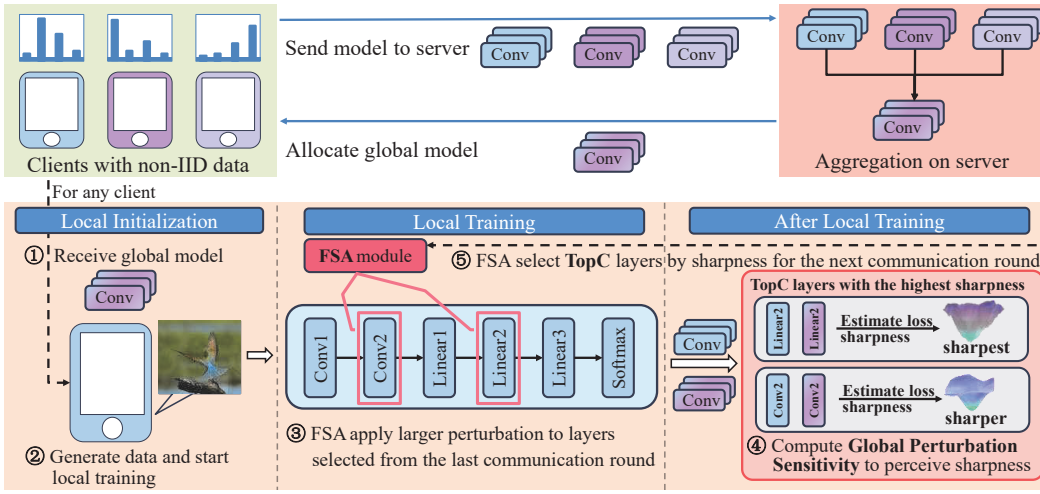 Send model to server
Conv
Conv
Conv
Conv
Conv
Conv
Conv
Allocate global model
Conv
Clients with non-IID data
Aggregation on server
For any client
Local Initialization
Local Training
After Local Training
① Receive global model
Conv
FSA module
⑤ FSA select TopC layers by sharpness for the next communication round
TopC layers with the highest sharpness
Conv1
Conv2
Linear1
Linear2
Linear3
Softmax
Conv
Conv
Linear2
Linear2
Estimate loss
sharpness
sharpest
Conv2
Conv2
Estimate loss
sharpness
sharper
② Generate data and start
local training
③ FSA apply larger perturbation to layers
selected from the last communication round
④ Compute Global Perturbation
Sensitivity to perceive sharpness